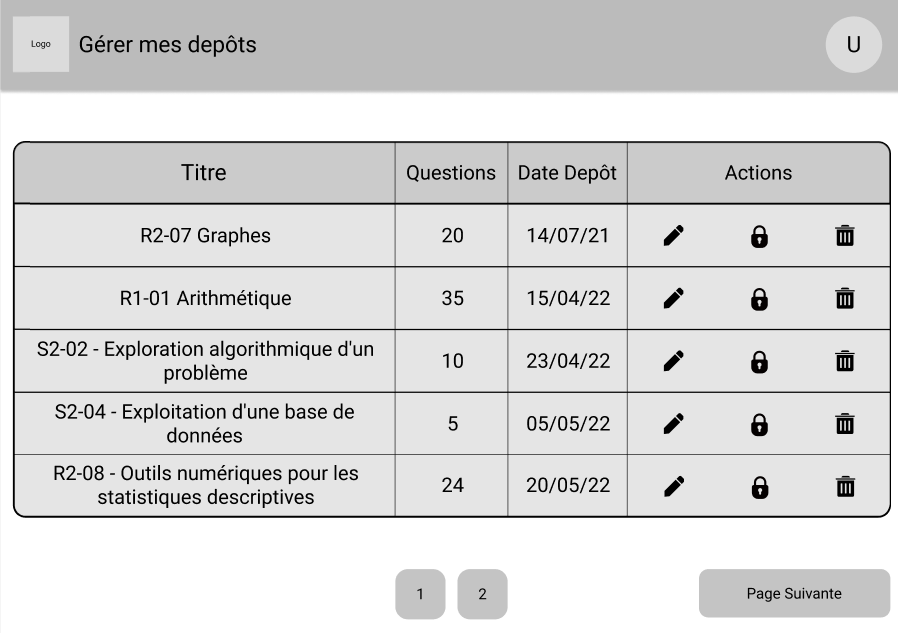 Logo
Gérer mes depôts
U
Titre Questions Date Depôt Actions
R2-07 Graphes 20 14/07/21
R1-01 Arithmétique 35 15/04/22
S2-02 - Exploration algorithmique d'un
problème 10 23/04/22
S2-04 - Exploitation d'une base de
données 5 05/05/22
R2-08 - Outils numériques pour les
statistiques descriptives 24 20/05/22
1 2 Page Suivante